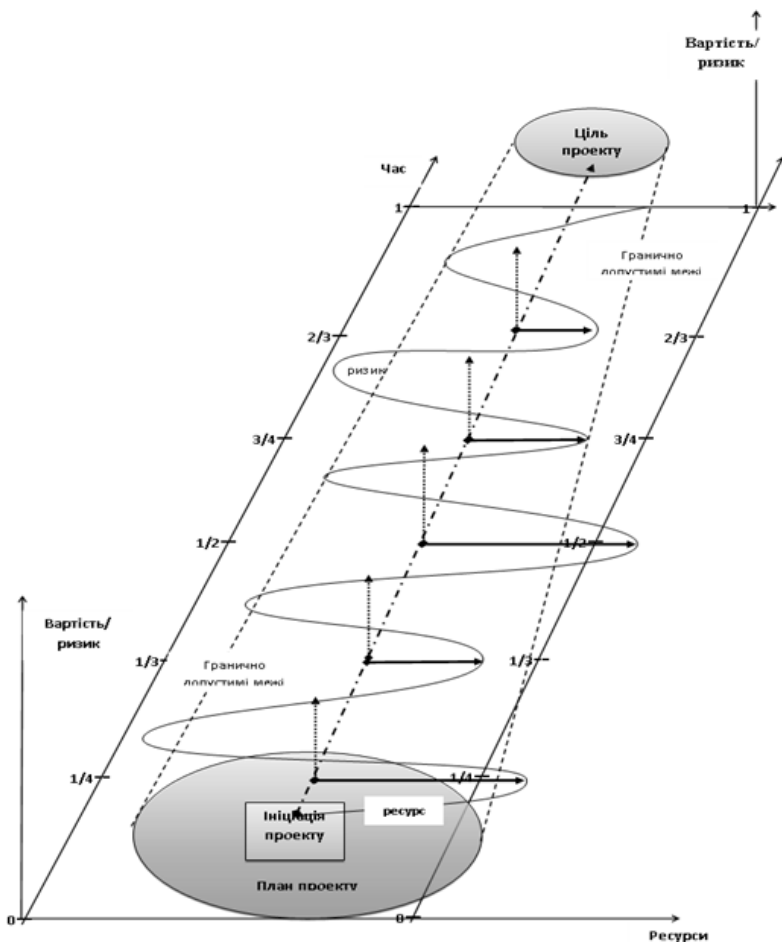 Вартість/
ризик
Ціль
проекту
Час
1
1
Гранично
допустимі межі
2/3
2/3
ризик
3/4
3/4
1/2
1/2
Вартість/
ризик
1/3
1/3
Гранично
допустимі межі
1/4
1/4
ресурс
Ініціація
проекту
План проекту
0
0
Ресурси